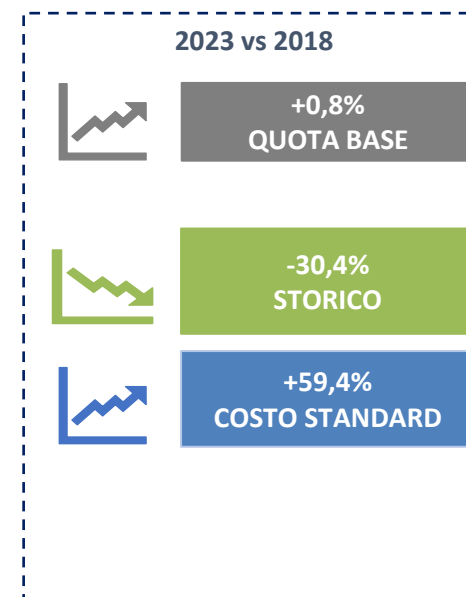 2023 vs 2018
+0,8%
QUOTA BASE
-30,4%
STORICO
+59,4%
COSTO STANDARD